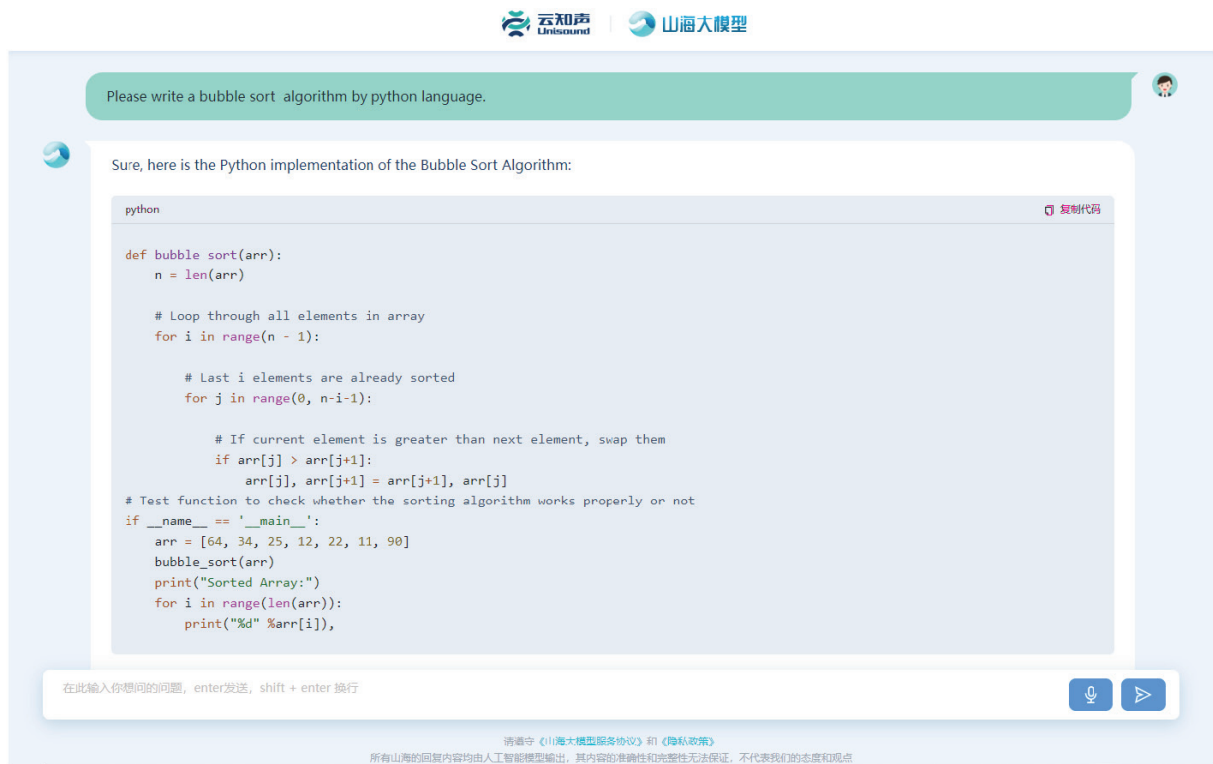 云知声
Unisound
山海大模型
Please write a bubble sort algorithm by python language.
Sure, here is the Python implementation of the Bubble Sort Algorithm:
python
复制代码
def bubble sort(arr):
    n = len(arr)
    # Loop through all elements in array
    for i in range(n - 1):
        # Last i elements are already sorted
        for j in range(0, n-i-1):
            # If current element is greater than next element, swap them
            if arr[j] > arr[j+1]:
                arr[j], arr[j+1] = arr[j+1], arr[j]
# Test function to check whether the sorting algorithm works properly or not
if __name__ == '__main__':
    arr = [64, 34, 25, 12, 22, 11, 90]
    bubble_sort(arr)
    print("Sorted Array:")
    for i in range(len(arr)):
        print("%d" %arr[i]),
在此输入你想问的问题，enter发送，shift + enter 换行
请遵守《山海大模型服务协议》和《隐私政策》
所有山海的回复内容均由人工智能模型输出，其内容的准确性和完整性无法保证，不代表我们的态度和观点